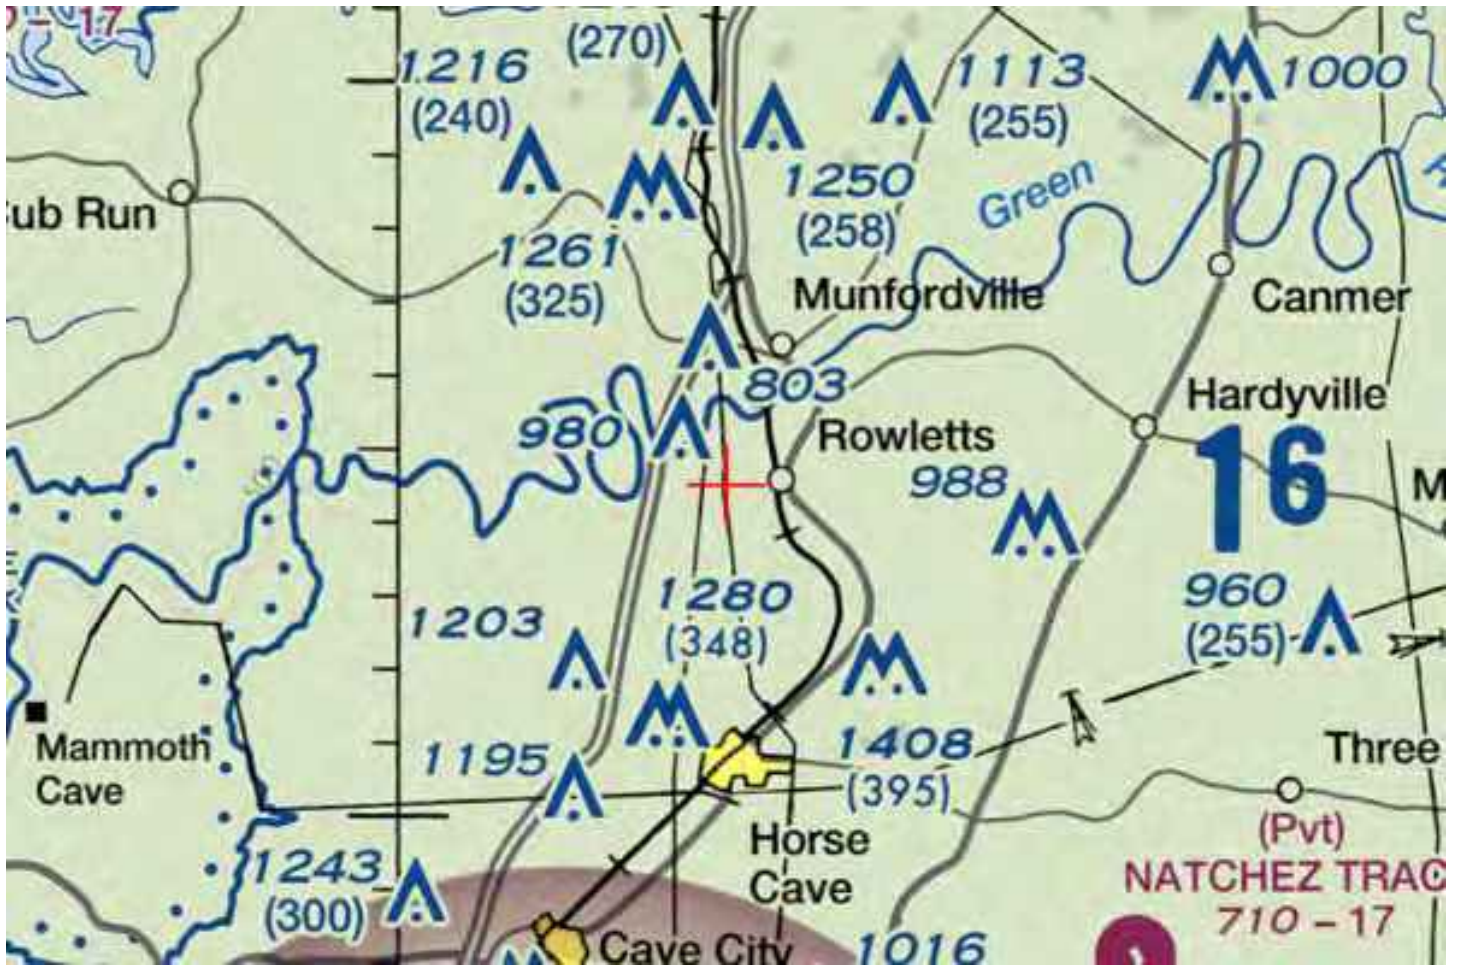 - 17
(270)
1216
(240)
1113
(255)
1000
1250
(258)
Green
ub Run
1261
(325)
Munfordville
Canmer
803
Hardyville
980
Rowletts
988
16
M
1280
(348)
960
(255)
1203
Mammoth
Cave
1195
1408
(395)
Three
Horse
Cave
(Pvt)
NATCHEZ TRAC
710 – 17
1243
(300)
Cave City
1016